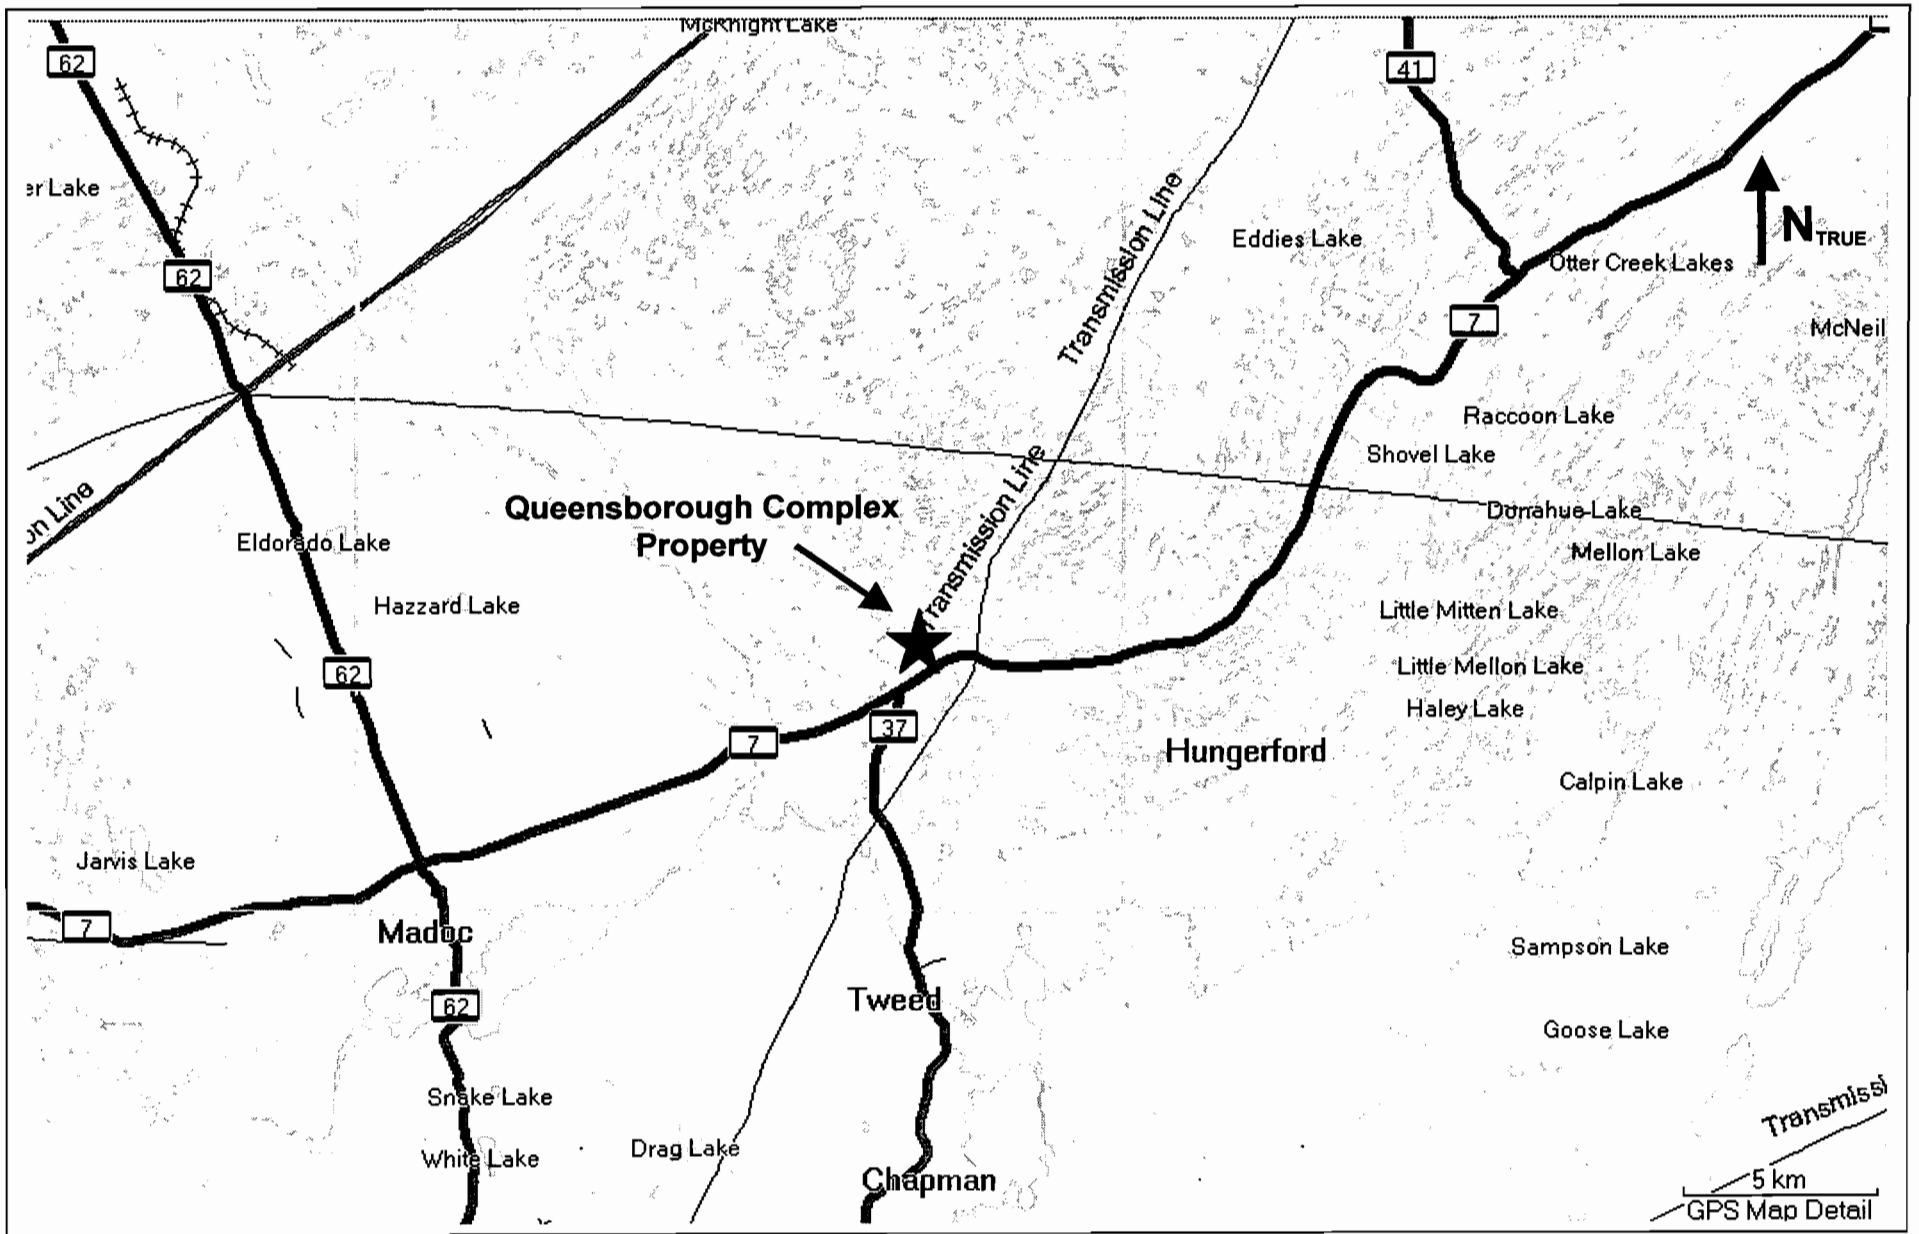 McKnight Lake
62
41
er Lake
Transmission Line
N TRUE
Eddies Lake
Otter Creek Lakes
62
7
McNeil
Raccoon Lake
Shovel Lake
Transmission Line
on Line
Queensborough Complex
Property
Donahue Lake
Eldorado Lake
Mellon Lake
Hazzard Lake
Little Mitten Lake
62
Little Mellon Lake
Haley Lake
37
7
Hungerford
Calpin Lake
Jarvis Lake
7
Madoc
Sampson Lake
Tweed
62
Goose Lake
Snake Lake
Transmissi
Drag Lake
White Lake
Chapman
5 km
GPS Map Detail